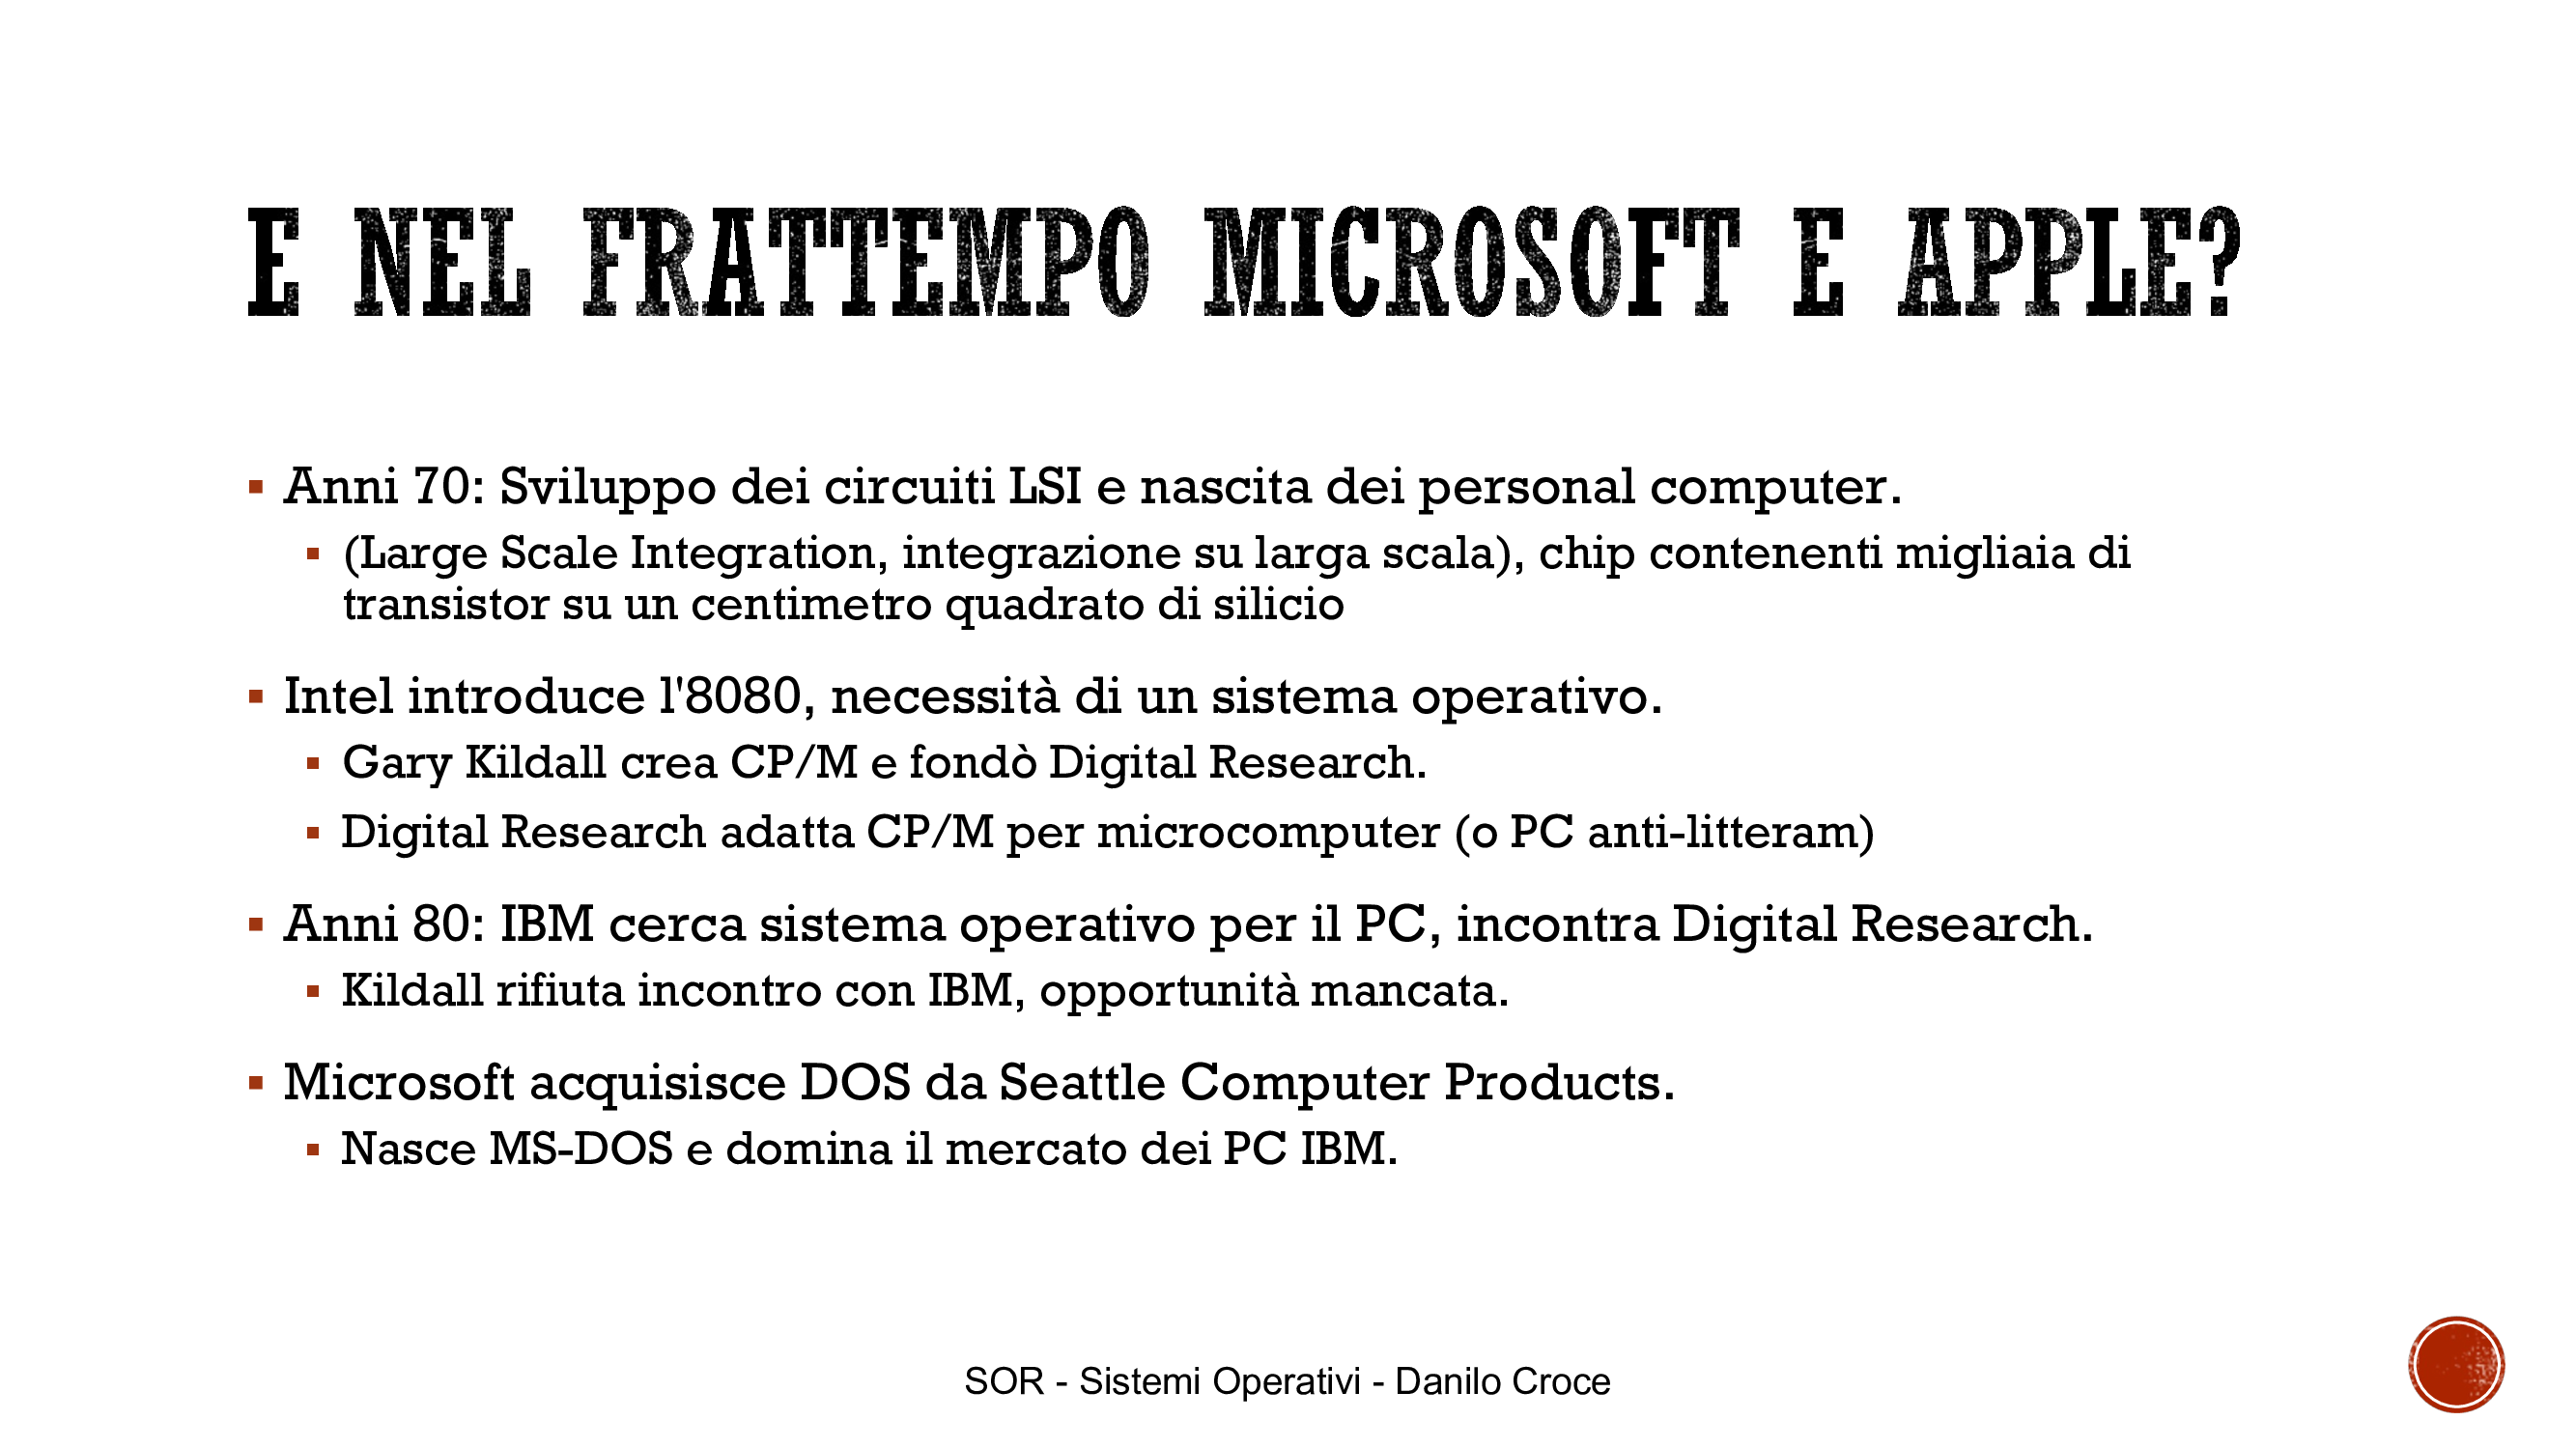 E NEL FRATTEMPO MICROSOFT E APPLE?
▪ Anni 70: Sviluppo dei circuiti LSI e nascita dei personal computer.
▪ (Large Scale Integration, integrazione su larga scala), chip contenenti migliaia di
transistor su un centimetro quadrato di silicio
▪ Intel introduce l'8080, necessità di un sistema operativo.
▪ Gary Kildall crea CP/M e fondò Digital Research.
▪ Digital Research adatta CP/M per microcomputer (o PC anti-litteram)
▪ Anni 80: IBM cerca sistema operativo per il PC, incontra Digital Research.
▪ Kildall rifiuta incontro con IBM, opportunità mancata.
▪ Microsoft acquisisce DOS da Seattle Computer Products.
▪ Nasce MS-DOS e domina il mercato dei PC IBM.
SOR - Sistemi Operativi - Danilo Croce